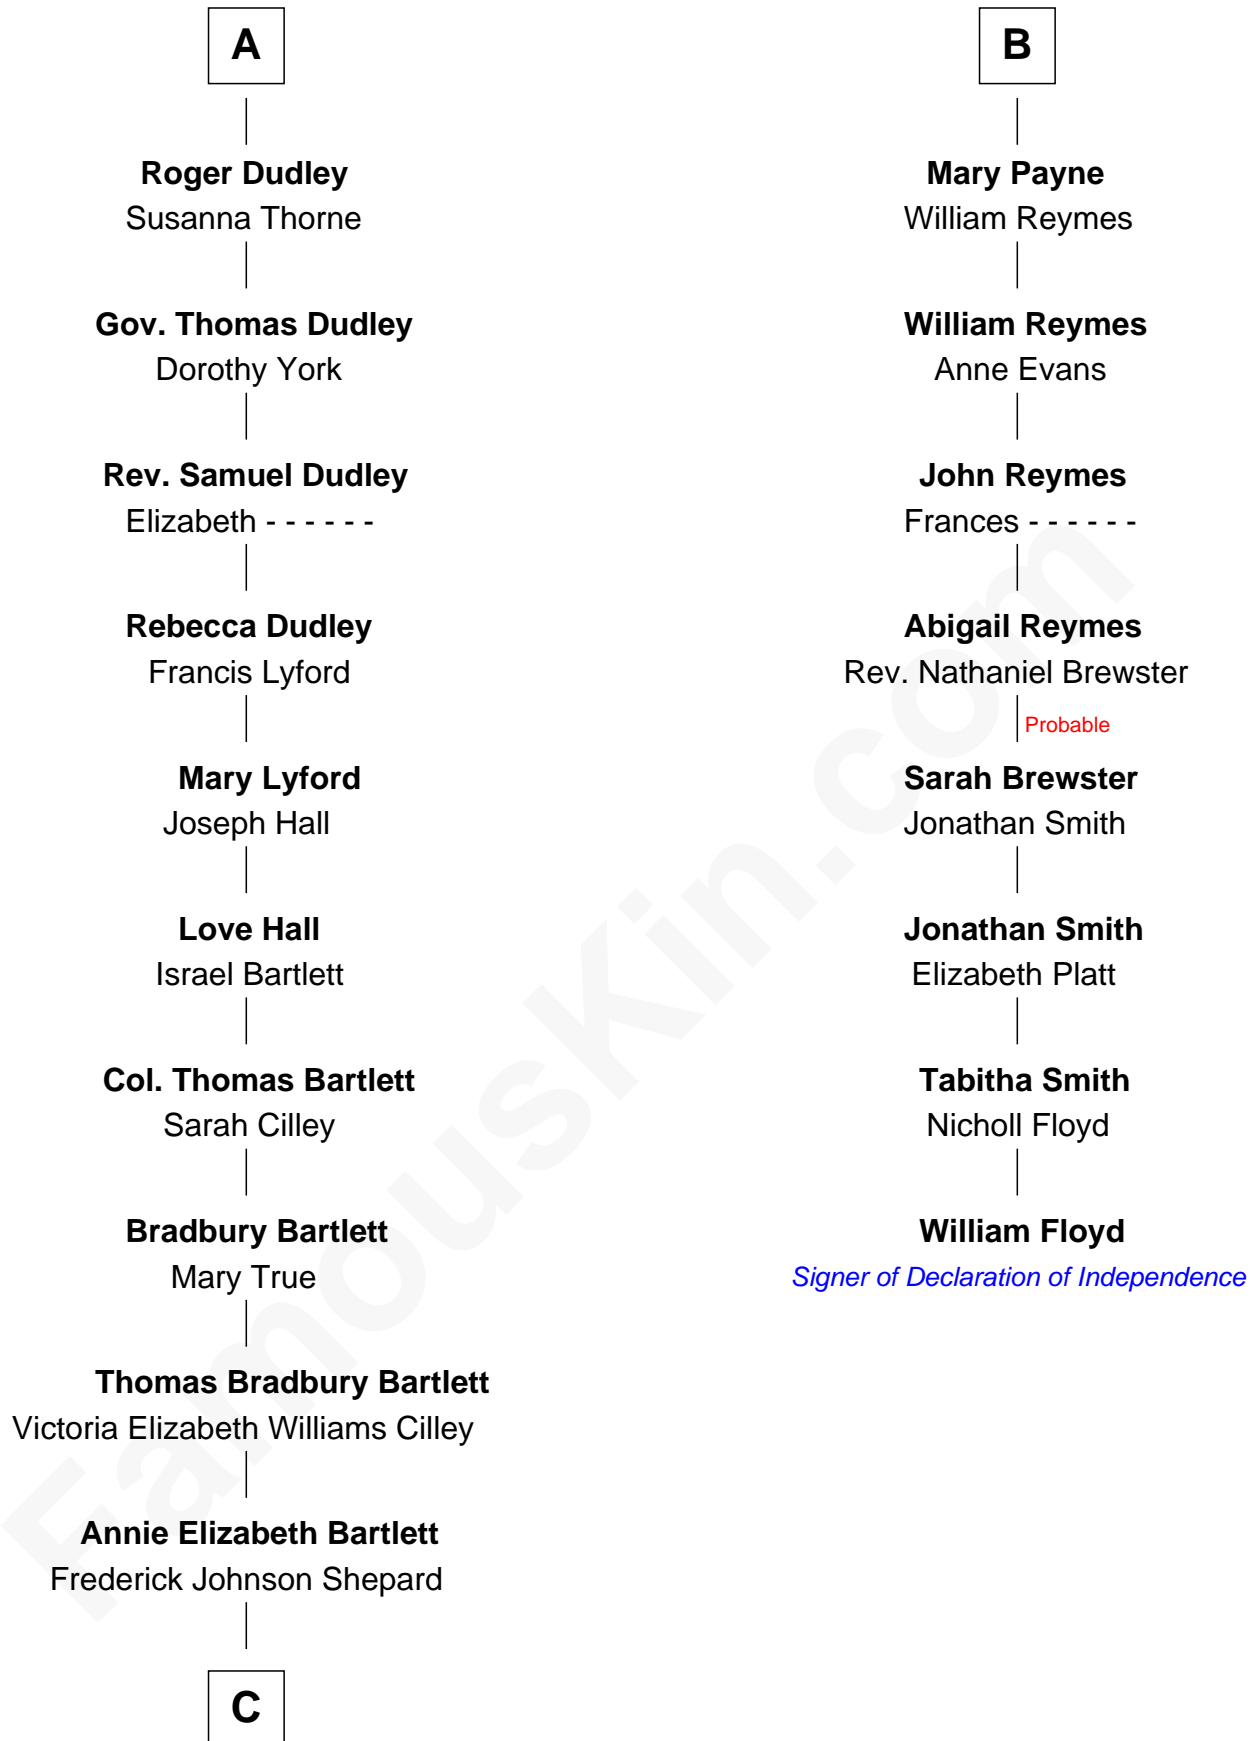 A
Roger Dudley
Susanna Thorne
Gov. Thomas Dudley
Dorothy York
Rev. Samuel Dudley
Elizabeth - - - - - -
Rebecca Dudley
Francis Lyford
Mary Lyford
Joseph Hall
Love Hall
Israel Bartlett
Col. Thomas Bartlett
Sarah Cilley
Bradbury Bartlett
Mary True
Thomas Bradbury Bartlett
Victoria Elizabeth Williams Cilley
Annie Elizabeth Bartlett
Frederick Johnson Shepard
C
B
Mary Payne
William Reymes
William Reymes
Anne Evans
John Reymes
Frances - - - - - -
Abigail Reymes
Rev. Nathaniel Brewster
Probable
Sarah Brewster
Jonathan Smith
Jonathan Smith
Elizabeth Platt
Tabitha Smith
Nicholl Floyd
William Floyd
Signer of Declaration of Independence
FamousKin.com